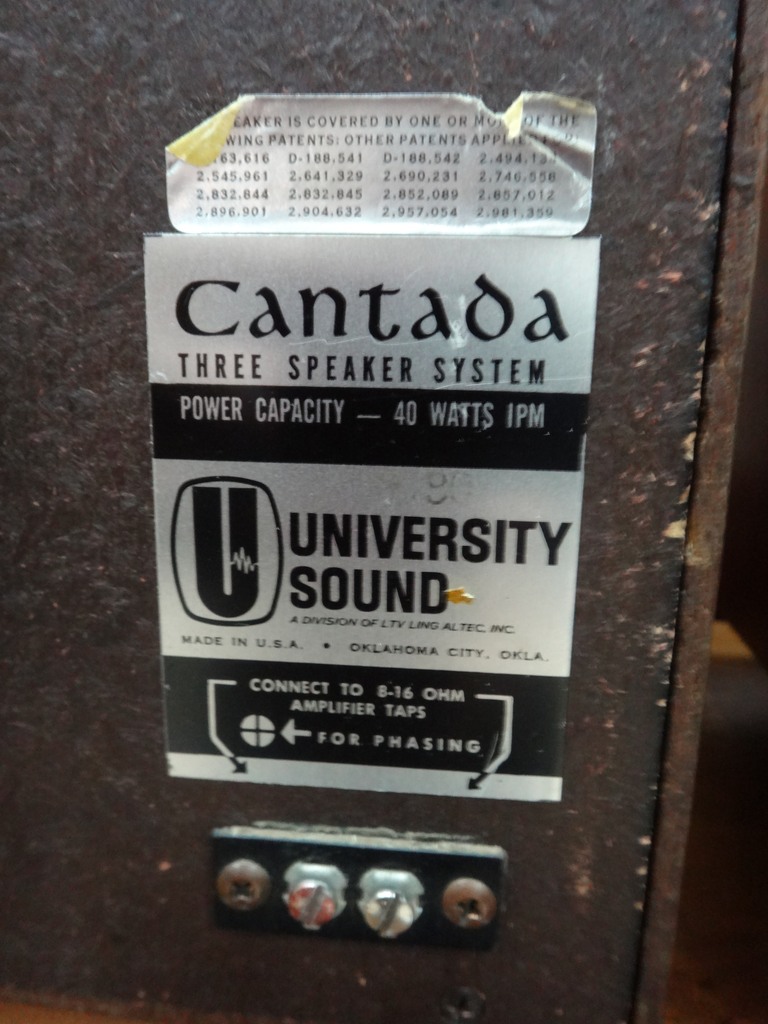 EAKER IS COVERED BY ONE OR MO OF THE
WING PATENTS: OTHER PATENTS APPLIED
63,616 D-188,541 D-188,542 2.494,13
2.545,961 2,641,329 2,690,231 2,746,558
2,832,844 2.832,845 2,852,089 2,857,012
2,896,901 2,904,632 2,957,054 2,981,359
Cantada
THREE SPEAKER SYSTEM
POWER CAPACITY — 40 WATTS IPM
U UNIVERSITY
SOUND
A DIVISION OF LTV LING ALTEC, INC.
MADE IN U.S.A. • OKLAHOMA CITY, OKLA.
CONNECT TO 8-16 OHM
AMPLIFIER TAPS
FOR PHASING